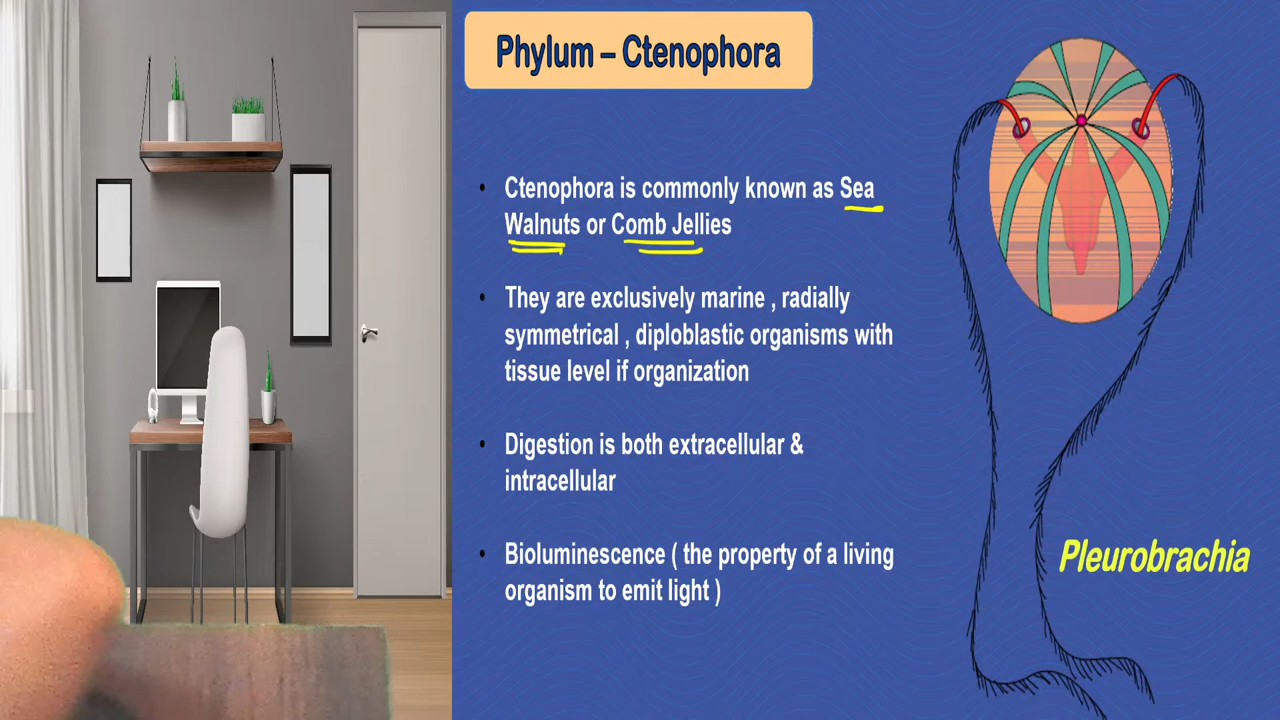 Phylum – Ctenophora
• Ctenophora is commonly known as Sea
Walnuts or Comb Jellies
• They are exclusively marine , radially
symmetrical , diploblastic organisms with
tissue level if organization
• Digestion is both extracellular &
intracellular
• Bioluminescence ( the property of a living
organism to emit light )
Pleurobrachia